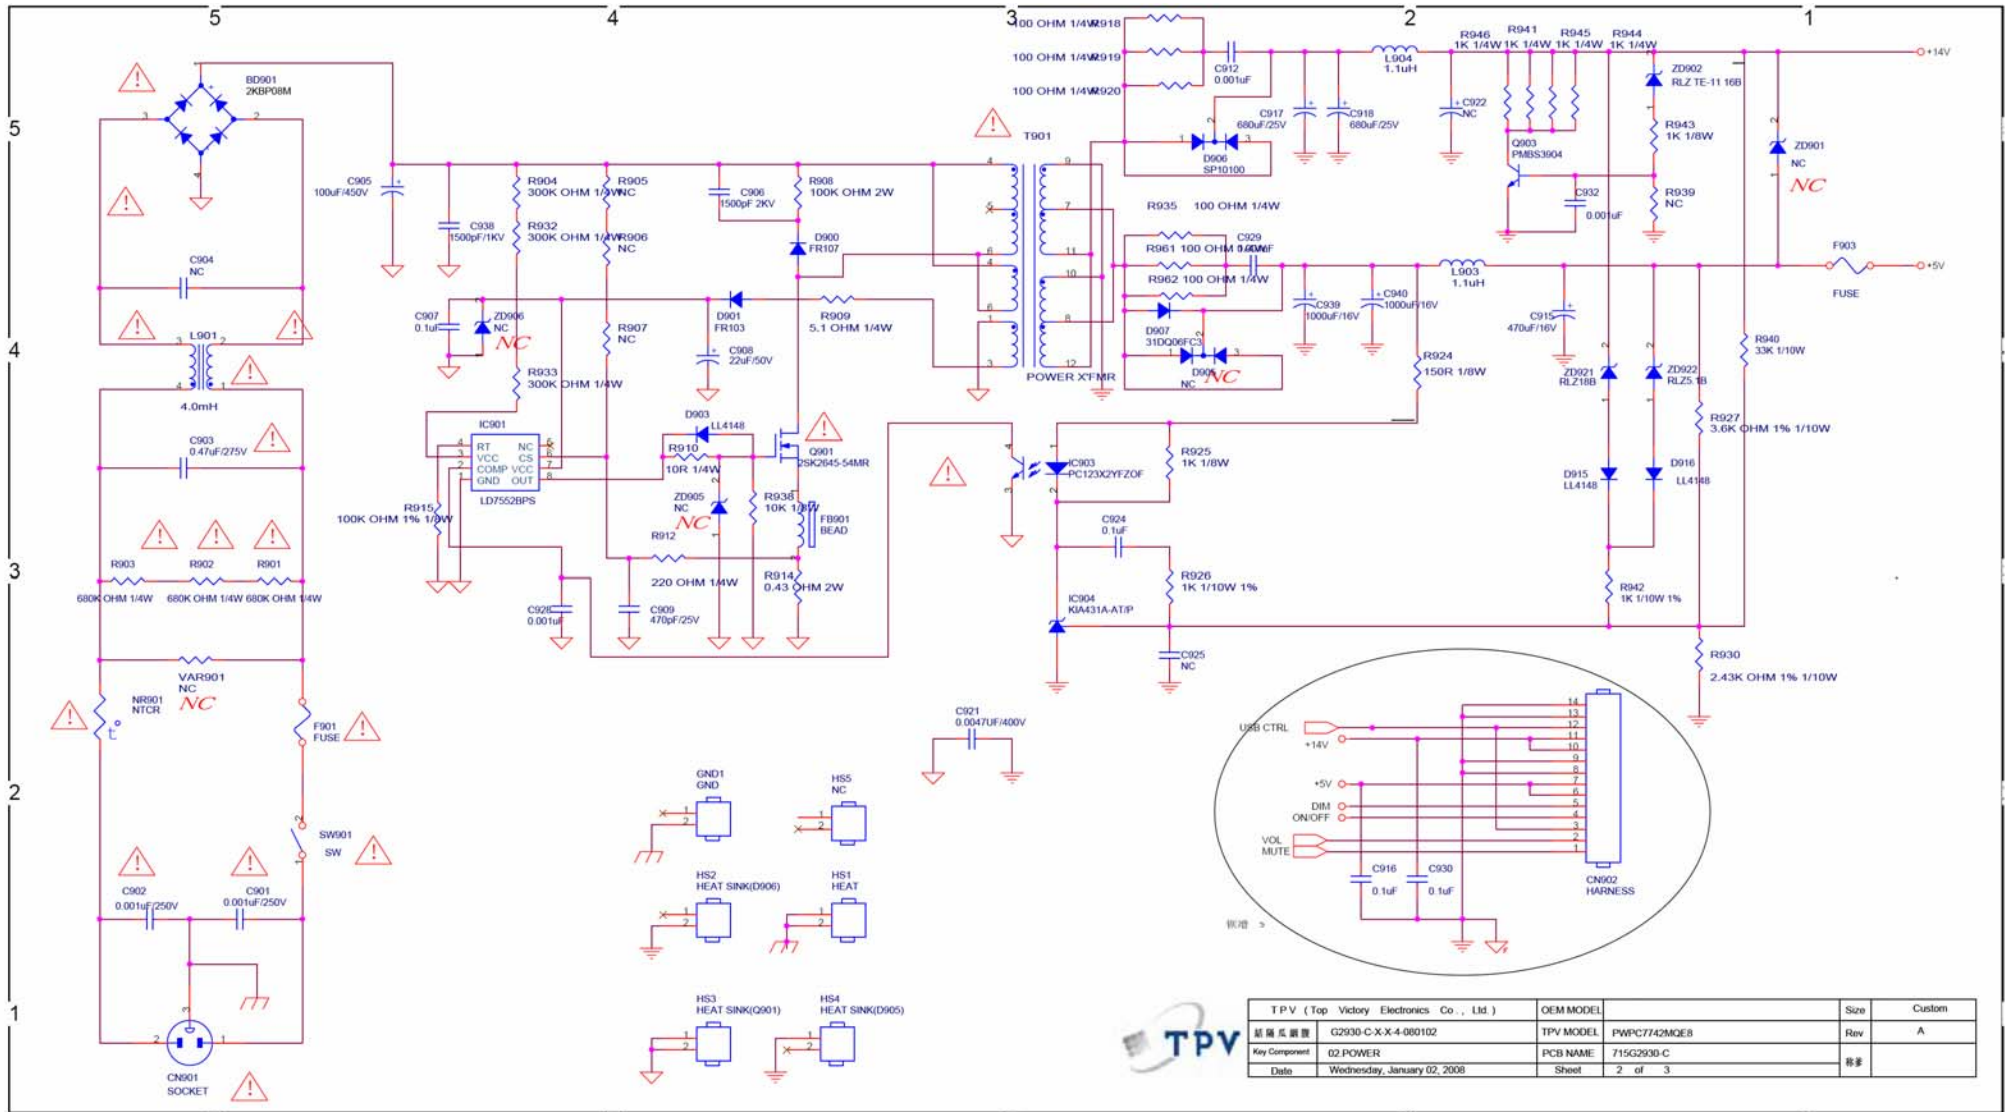 5
4
3
2
1
5
4
3
2
1
BD901
2KBP08M
C904
NC
L901
4.0mH
C903
0.47uF/275V
R903
680K OHM 1/4W
R902
680K OHM 1/4W
R901
680K OHM 1/4W
VAR901
NC
NC
NR901
NTCR
t°
F901
FUSE
SW901
SW
C902
0.001uF/250V
C901
0.001uF/250V
CN901
SOCKET
C905
100uF/450V
C938
1500pF/1KV
R904
300K OHM 1/4W
R932
300K OHM 1/4W
R933
300K OHM 1/4W
R905
NC
R906
NC
R907
NC
C906
1500pF 2KV
R908
100K OHM 2W
D900
FR107
C907
0.1uF
ZD906
NC
NC
D901
FR103
R909
5.1 OHM 1/4W
C908
22uF/50V
IC901
RT
VCC
COMP
GND
NC
CS
VCC
OUT
LD7552BPS
R915
100K OHM 1% 1/8W
D903
LL4148
R910
10R 1/4W
Q901
2SK2645-54MR
ZD905
NC
NC
R938
10K 1/8W
FB901
BEAD
R912
220 OHM 1/4W
R914
0.43 OHM 2W
C928
0.001uF
C909
470pF/25V
T901
POWER X'FMR
100 OHM 1/4W R918
100 OHM 1/4W R919
100 OHM 1/4W R920
C912
0.001uF
D906
SP10100
C917
680uF/25V
C918
680uF/25V
L904
1.1uH
C922
NC
R946
1K 1/4W
R941
1K 1/4W
R945
1K 1/4W
R944
1K 1/4W
Q903
PMBS3904
ZD902
RLZ TE-11 16B
R943
1K 1/8W
R939
NC
C932
0.001uF
ZD901
NC
NC
+14V
R935 100 OHM 1/4W
R961 100 OHM 1/4W
R962 100 OHM 1/4W
C929
D907
31DQ06FC3
D905
NC
NC
C939
1000uF/16V
C940
1000uF/16V
L903
1.1uH
C915
470uF/16V
F903
FUSE
+5V
R924
150R 1/8W
R925
1K 1/8W
IC903
PC123X2YFZOF
C924
0.1uF
R926
1K 1/10W 1%
IC904
KIA431A-AT/P
C925
NC
ZD921
RLZ18B
ZD922
RLZ5.1B
D915
LL4148
D916
LL4148
R942
1K 1/10W 1%
R940
33K 1/10W
R927
3.6K OHM 1% 1/10W
R930
2.43K OHM 1% 1/10W
C921
0.0047UF/400V
GND1
GND
HS5
NC
HS2
HEAT SINK(D906)
HS1
HEAT
HS3
HEAT SINK(Q901)
HS4
HEAT SINK(D905)
USB CTRL
+14V
+5V
DIM
ON/OFF
VOL
MUTE
14
13
12
11
10
9
8
7
6
5
4
3
2
1
C916
0.1uF
C930
0.1uF
CN902
HARNESS
TPV
T P V ( Top Victory Electronics Co . , Ltd. )
OEM MODEL
Size
Custom
G2930-C-X-X-4-080102
TPV MODEL
PWPC7742MQE8
Rev
A
Key Component
02.POWER
PCB NAME
715G2930-C
Date
Wednesday, January 02, 2008
Sheet
2 of 3